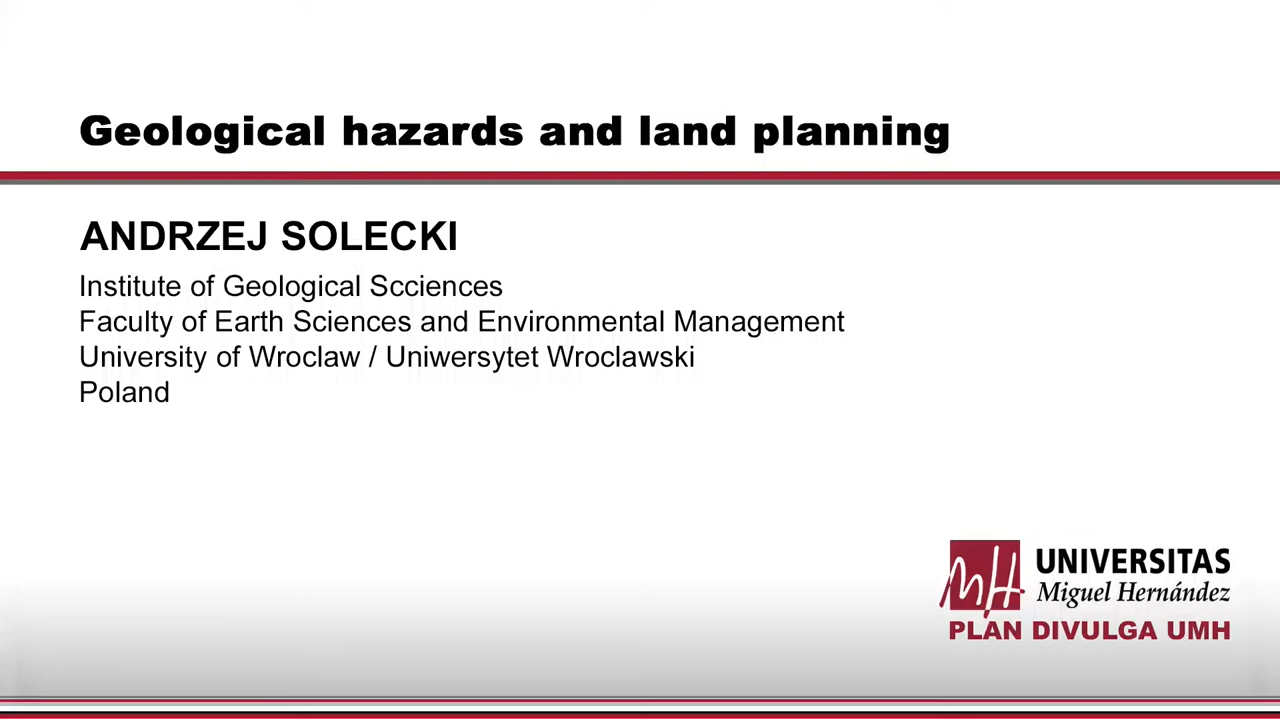 Geological hazards and land planning
ANDRZEJ SOLECKI
Institute of Geological Scciences
Faculty of Earth Sciences and Environmental Management
University of Wroclaw / Uniwersytet Wroclawski
Poland
MH UNIVERSITAS
Miguel Hernández
PLAN DIVULGA UMH